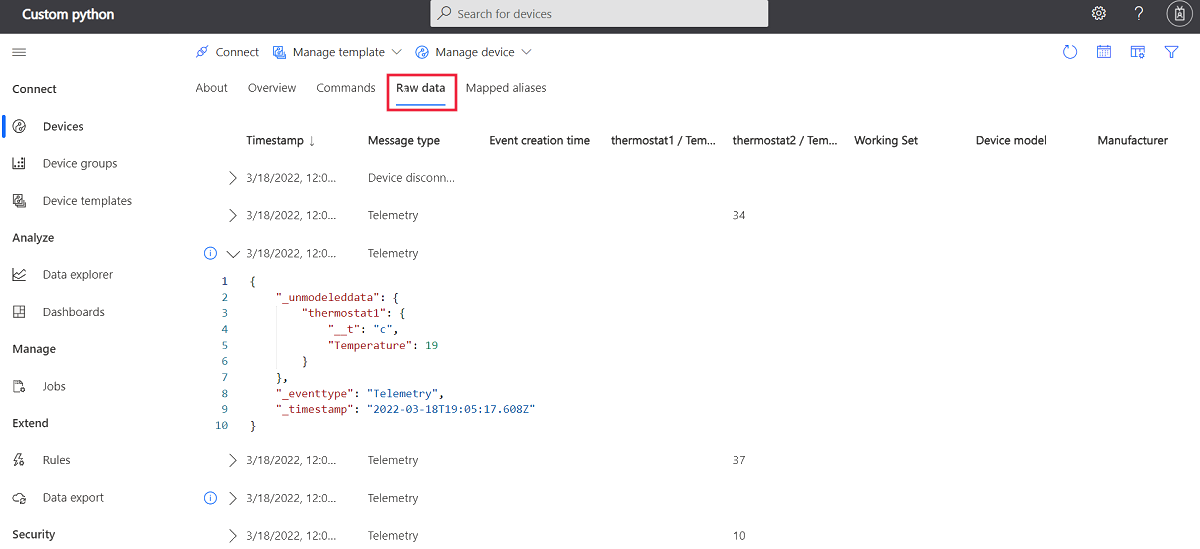 Custom python
Search for devices
?
Connect Manage template Manage device
About Overview Commands Raw data Mapped aliases
Connect
Devices
Device groups
Device templates
Analyze
Data explorer
Dashboards
Manage
Jobs
Extend
Rules
Data export
Security
Timestamp ↓ Message type Event creation time thermostat1 / Tem... thermostat2 / Tem... Working Set Device model Manufacturer
3/18/2022, 12:0... Device disconn...
3/18/2022, 12:0... Telemetry 34
3/18/2022, 12:0... Telemetry
1 {
2 "_unmodeleddata": {
3 "thermostat1": {
4 "__t": "c",
5 "Temperature": 19
6 }
7 },
8 "_eventtype": "Telemetry",
9 "_timestamp": "2022-03-18T19:05:17.608Z"
10 }
3/18/2022, 12:0... Telemetry 37
3/18/2022, 12:0... Telemetry
3/18/2022, 12:0... Telemetry 10